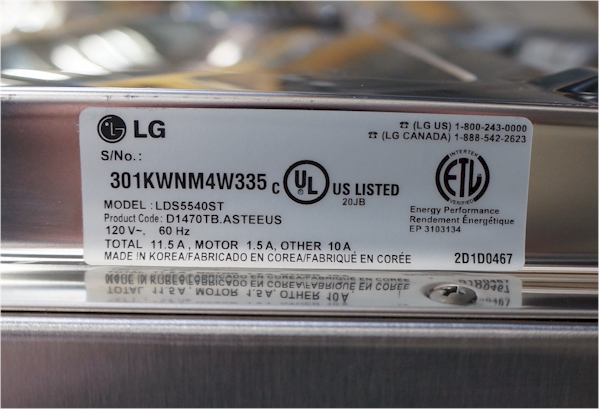 LG
☎ (LG US) 1-800-243-0000
☎ (LG CANADA) 1-888-542-2623
S/No.:
301KWNM4W335
C UL US LISTED
20JB
INTERTEK
ETL
VERIFIED
MODEL : LDS5540ST
Product Code: D1470TB.ASTEEUS
120 V~. 60 Hz
Energy Performance
Rendement Énergétique
EP 3103134
TOTAL 11.5 A, MOTOR 1.5 A, OTHER 10 A
MADE IN KOREA/FABRICADO EN COREA/FABRIQUÉ EN CORÉE
2D1D0467